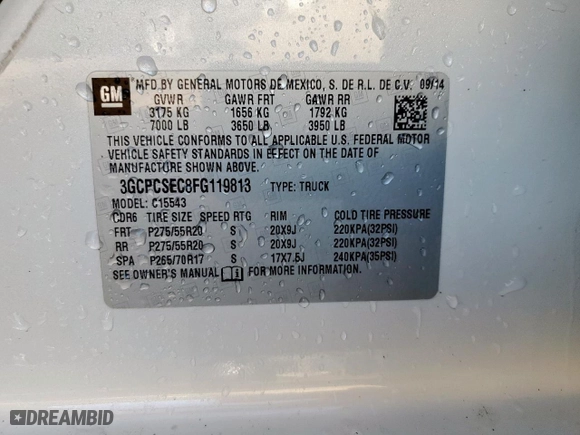 GM
MFD BY GENERAL MOTORS DE MEXICO, S. DE R.L. DE C.V. 09/14
GVWR GAWR FRT GAWR RR
3175 KG 1656 KG 1792 KG
7000 LB 3650 LB 3950 LB
THIS VEHICLE CONFORMS TO ALL APPLICABLE U.S. FEDERAL MOTOR
VEHICLE SAFETY STANDARDS IN EFFECT ON THE DATE OF
MANUFACTURE SHOWN ABOVE.
3GCPCSEC8FG119813 TYPE: TRUCK
MODEL: C15543
CDR6 TIRE SIZE SPEED RTG RIM COLD TIRE PRESSURE
FRT P275/55R20 S 20X9J 220KPA(32PSI)
RR P275/55R20 S 20X9J 220KPA(32PSI)
SPA P265/70R17 S 17X7.5J 240KPA(35PSI)
SEE OWNER'S MANUAL FOR MORE INFORMATION.
DREAMBID